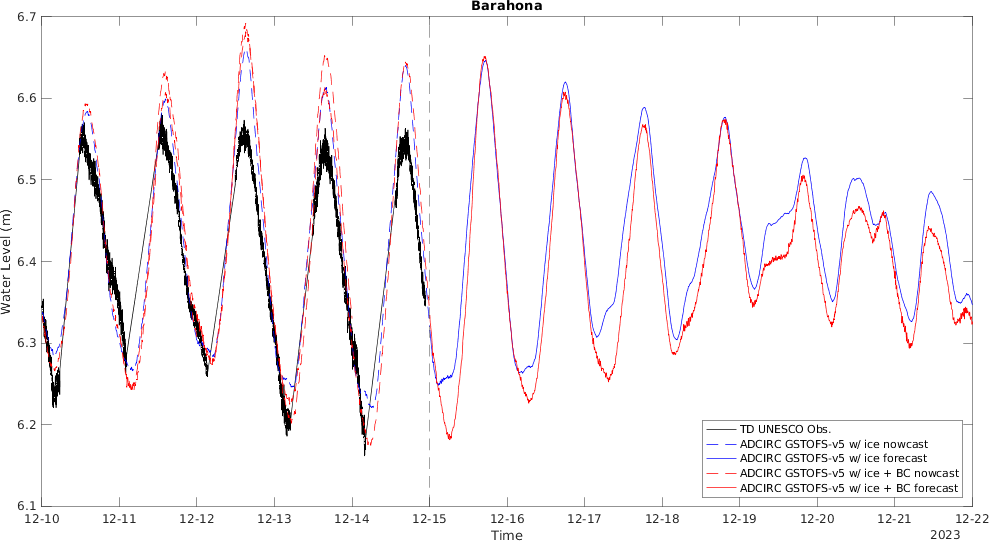 Barahona
6.7
6.6
6.5
6.4
6.3
6.2
6.1
Water Level (m)
12-10 12-11 12-12 12-13 12-14 12-15 12-16 12-17 12-18 12-19 12-20 12-21 12-22
Time
2023
TD UNESCO Obs.
ADCIRC GSTOFS-v5 w/ ice nowcast
ADCIRC GSTOFS-v5 w/ ice forecast
ADCIRC GSTOFS-v5 w/ ice + BC nowcast
ADCIRC GSTOFS-v5 w/ ice + BC forecast